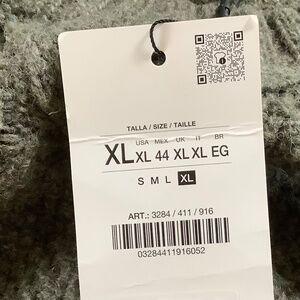 TALLA / SIZE / TAILLE
USA MEX UK IT BR
XL XL 44 XL XL EG
S M L XL
ART.: 3284 / 411 / 916
03284411916052